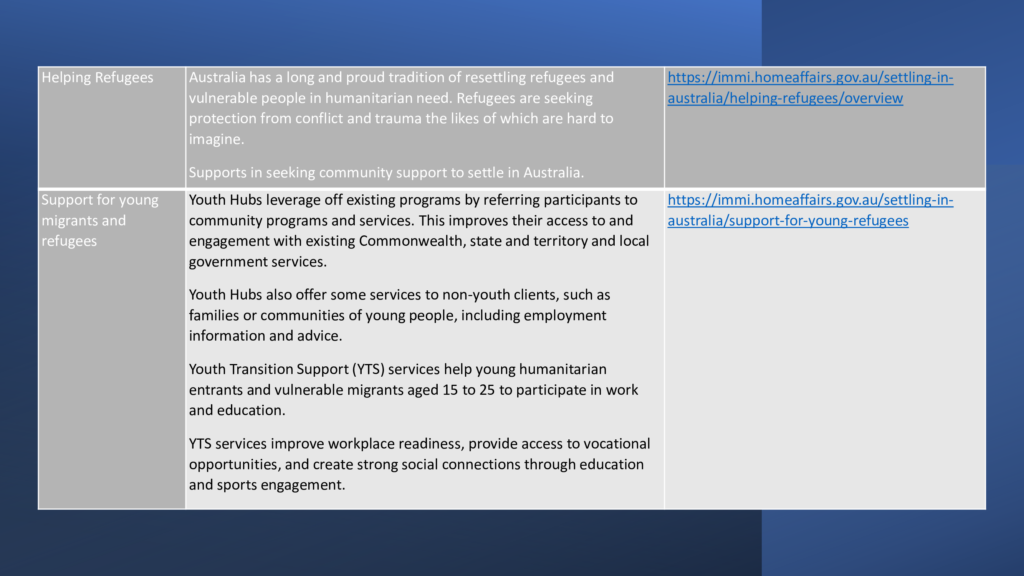 Helping Refugees
Australia has a long and proud tradition of resettling refugees and
vulnerable people in humanitarian need. Refugees are seeking
protection from conflict and trauma the likes of which are hard to
imagine.
Supports in seeking community support to settle in Australia.
https://immi.homeaffairs.gov.au/settling-in-
australia/helping-refugees/overview
Support for young
migrants and
refugees
Youth Hubs leverage off existing programs by referring participants to
community programs and services. This improves their access to and
engagement with existing Commonwealth, state and territory and local
government services.
Youth Hubs also offer some services to non-youth clients, such as
families or communities of young people, including employment
information and advice.
Youth Transition Support (YTS) services help young humanitarian
entrants and vulnerable migrants aged 15 to 25 to participate in work
and education.
YTS services improve workplace readiness, provide access to vocational
opportunities, and create strong social connections through education
and sports engagement.
https://immi.homeaffairs.gov.au/settling-in-
australia/support-for-young-refugees